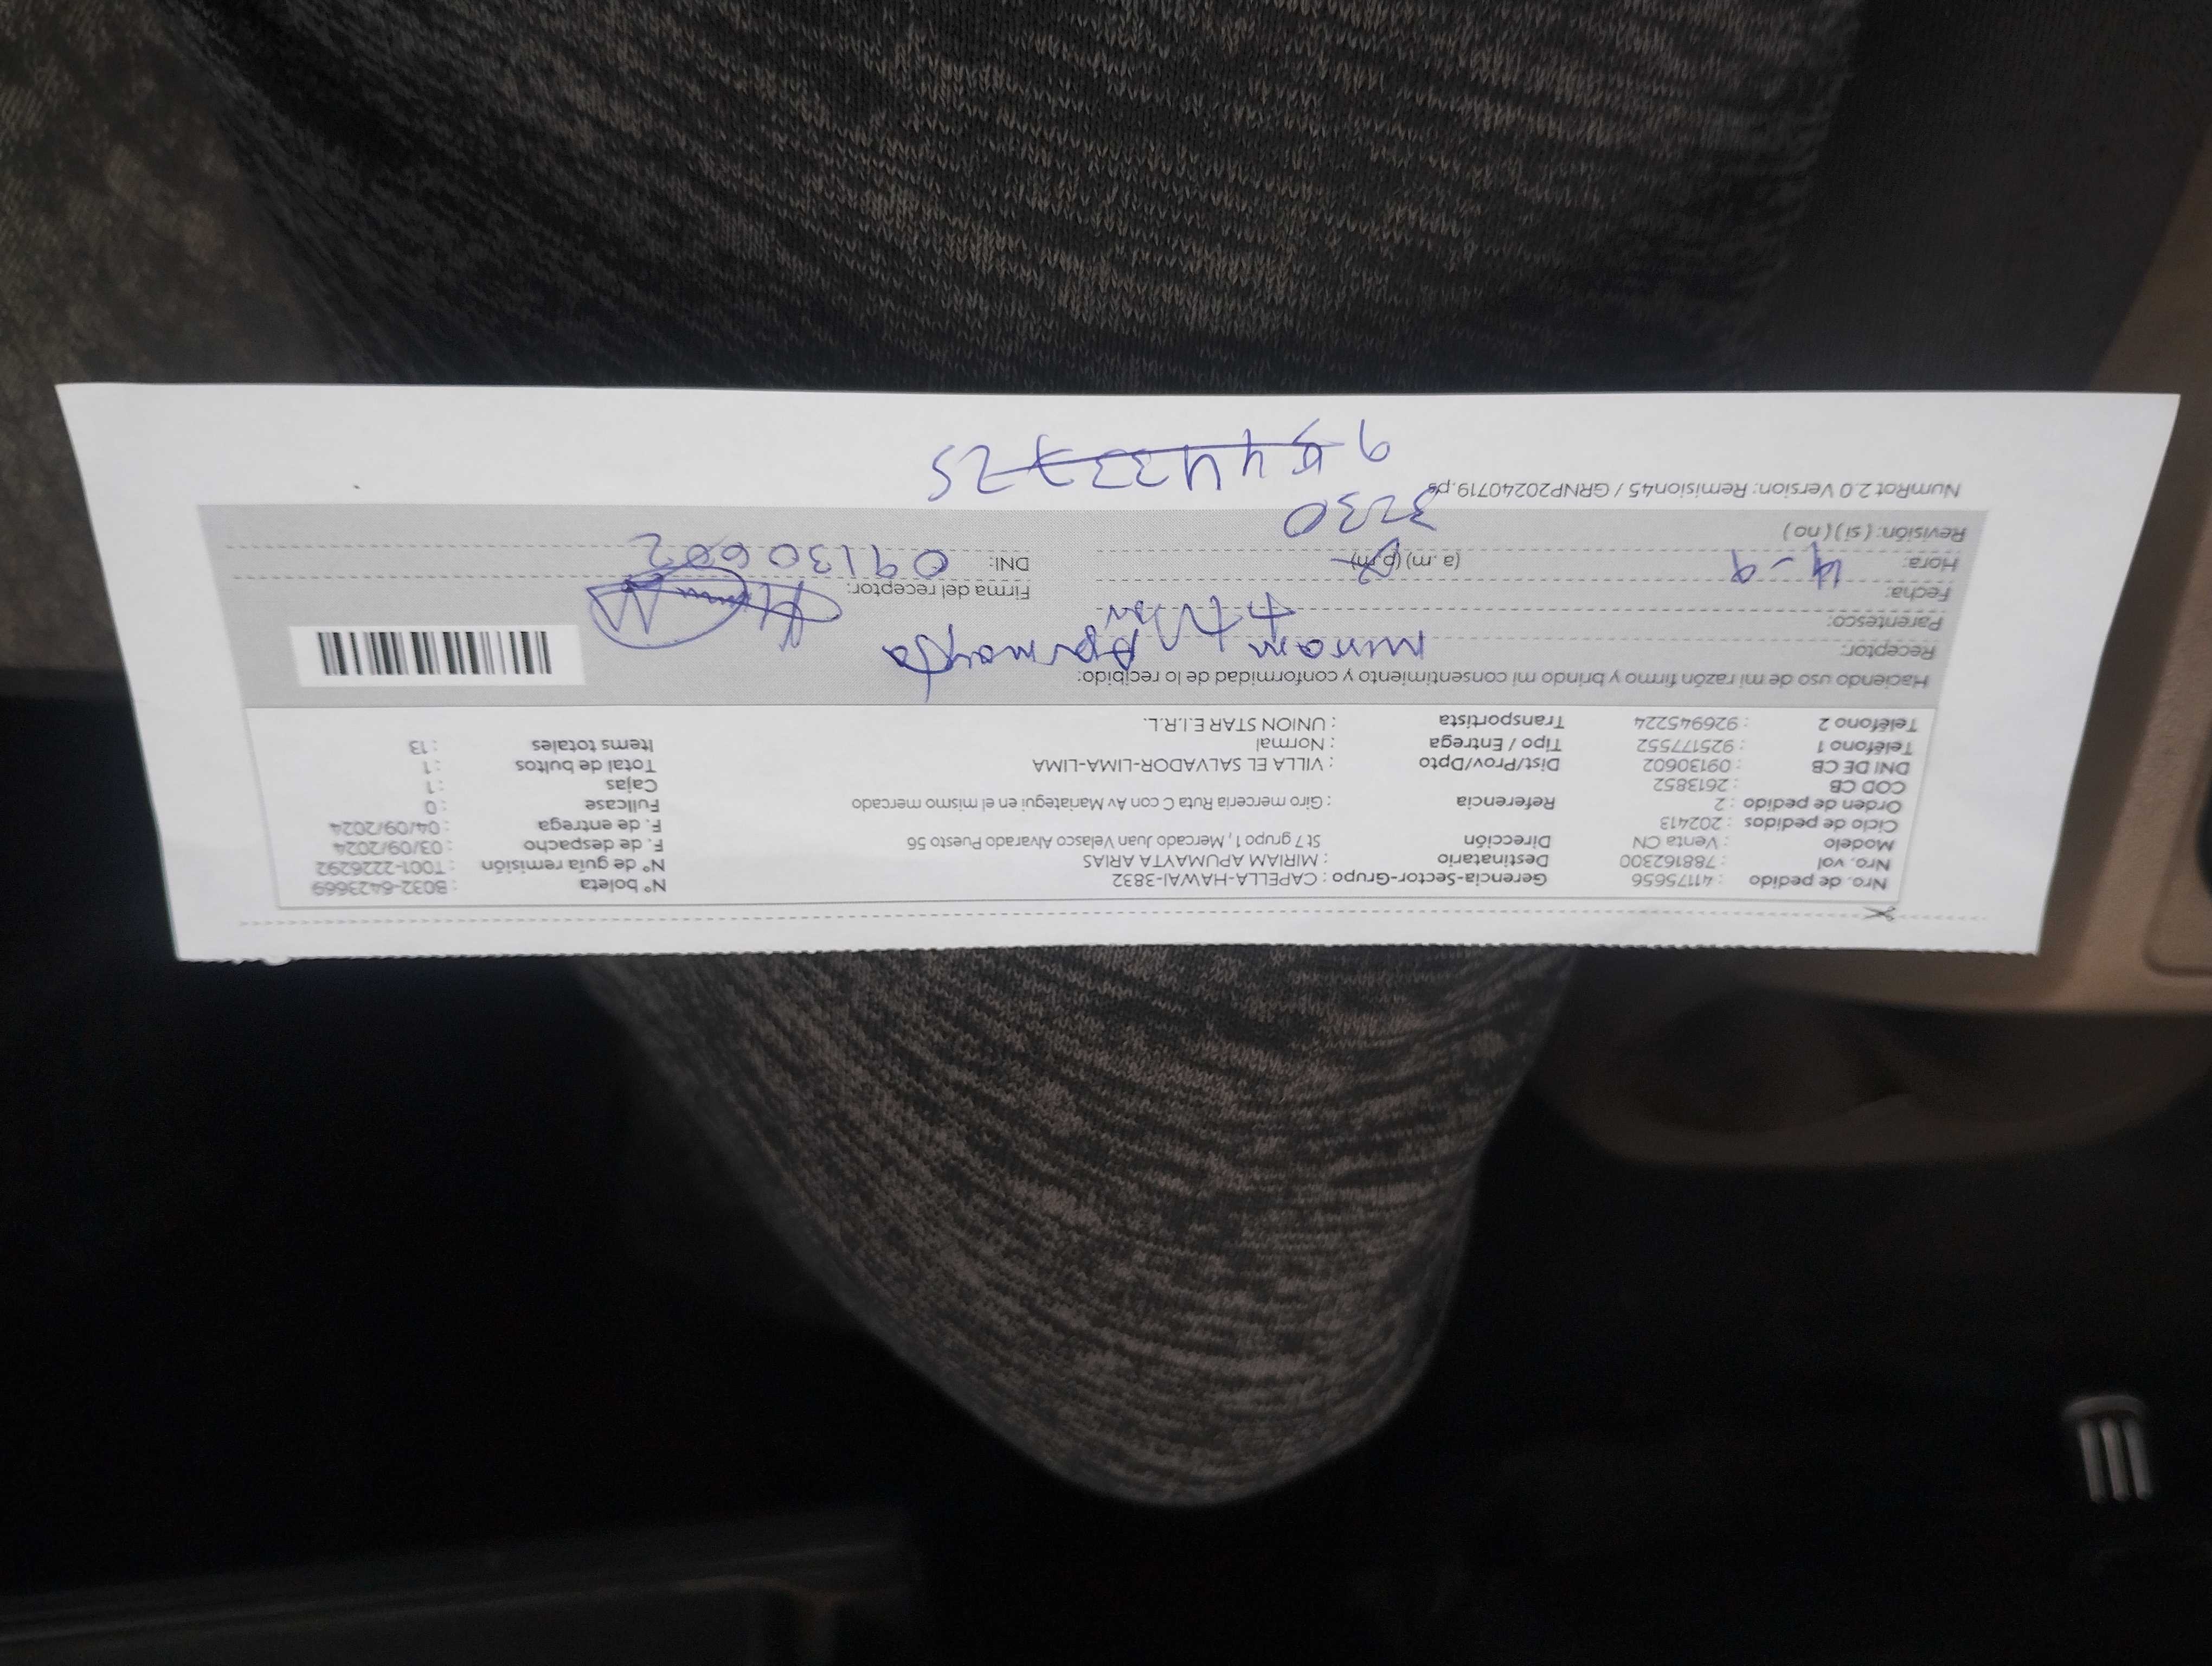 Nro. de pedido : 41175656 Gerencia-Sector-Grupo : CAPELLA-HAWAI-3832 N° boleta : B032-6423669
Nro. vol : 788162300 Destinatario : MIRIAM APUMAYTA ARIAS N° de guía remisión : T001-2226292
Modelo : Venta CN Dirección St 7 grupo 1, Mercado Juan Velasco Alvarado Puesto 56 F. de despacho : 03/09/2024
Ciclo de pedidos : 202413 F. de entrega : 04/09/2024
Orden de pedido : 2 Referencia : Giro merceria Ruta C con Av Mariategui en el mismo mercado Fullcase : 0
COD CB : 2613852 Cajas : 1
DNI DE CB : 09130602 Dist/Prov/Dpto : VILLA EL SALVADOR-LIMA-LIMA Total de bultos : 1
Teléfono 1 : 925177552 Tipo / Entrega : Normal Items totales : 13
Teléfono 2 : 926945224 Transportista : UNION STAR E.I.R.L.
Haciendo uso de mi razón firmo y brindo mi consentimiento y conformidad de lo recibido:
Receptor: Miriam Apumayta
Parentesco:
Fecha: 4-9 Firma del receptor:
Hora: (a.m) (p.m) DNI: 09130602
Revisión: ( si ) ( no ) 3230
NumRot 2.0 Version: Remision45 / GRNP20240719.ps